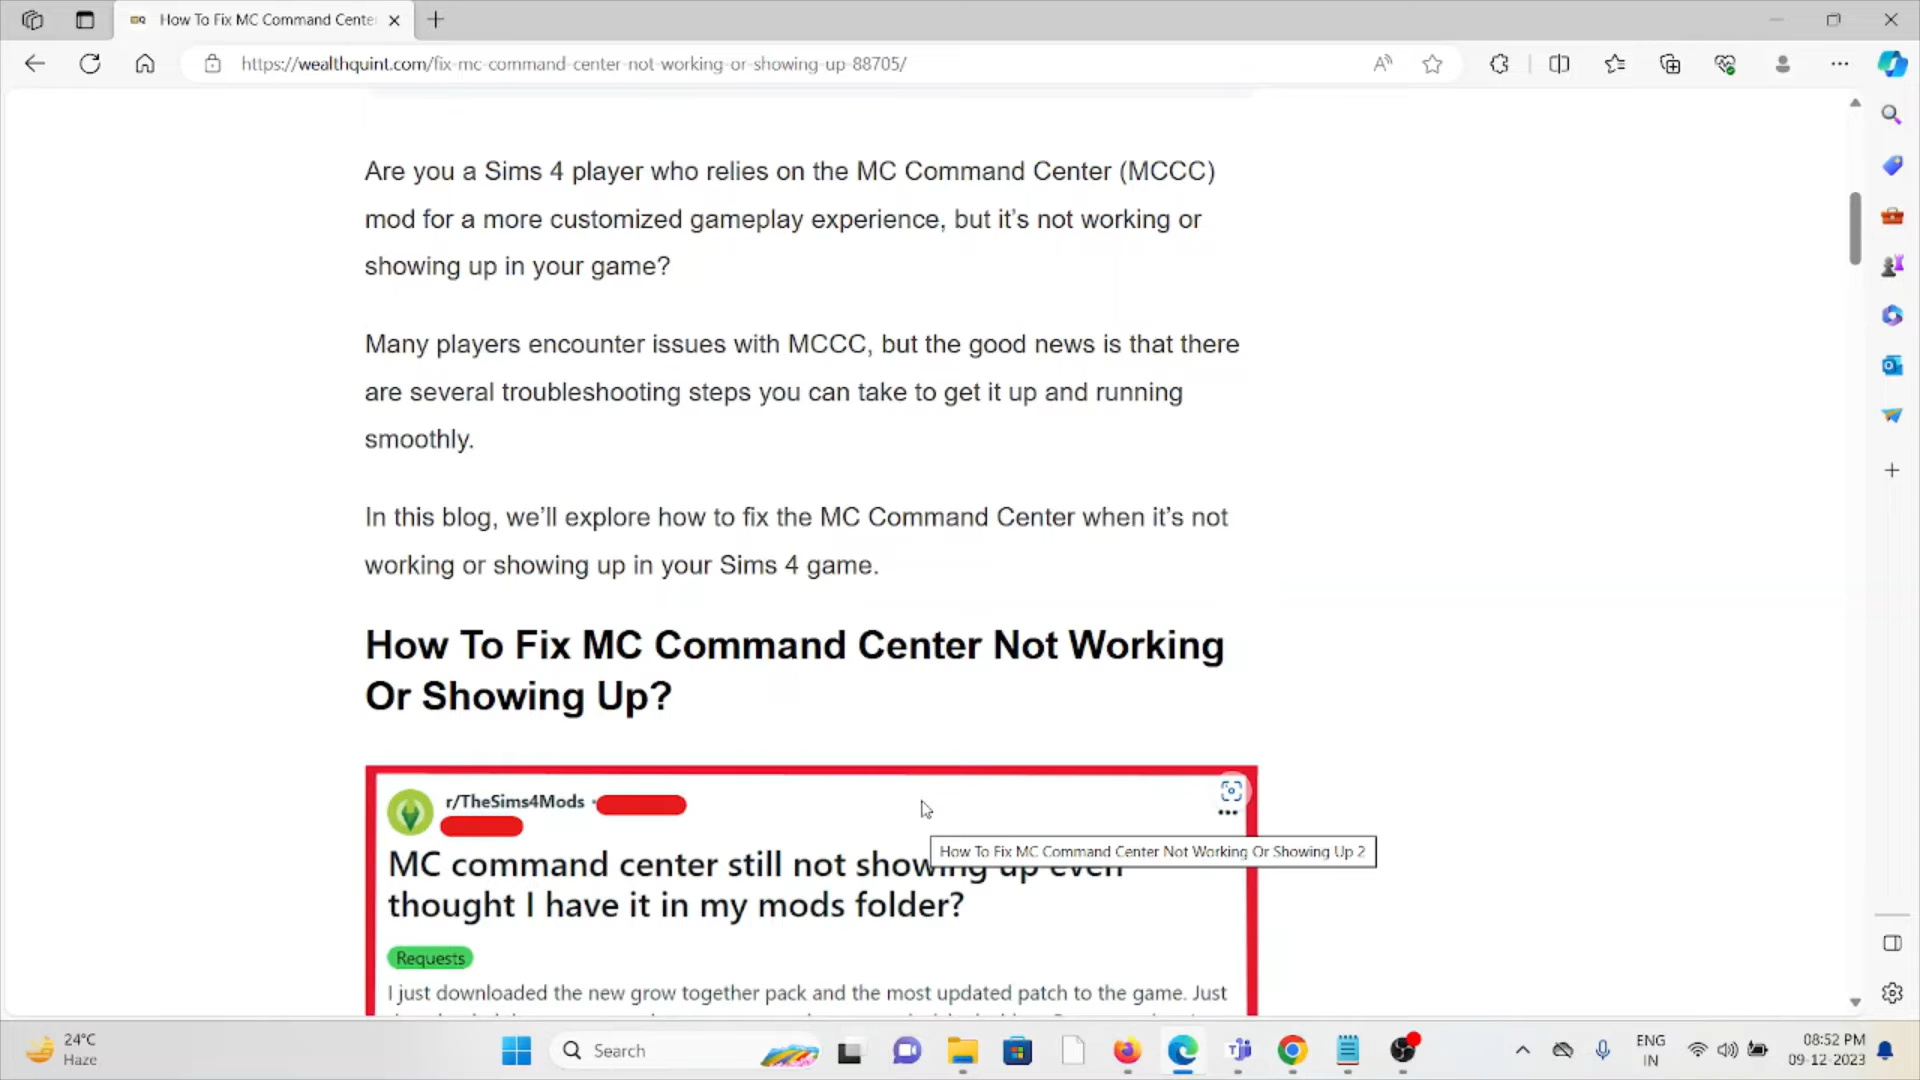 How To Fix MC Command Cente
https://wealthquint.com/fix-mc-command-center-not-working-or-showing-up-88705/
Are you a Sims 4 player who relies on the MC Command Center (MCCC)
mod for a more customized gameplay experience, but it’s not working or
showing up in your game?
Many players encounter issues with MCCC, but the good news is that there
are several troubleshooting steps you can take to get it up and running
smoothly.
In this blog, we’ll explore how to fix the MC Command Center when it’s not
working or showing up in your Sims 4 game.
How To Fix MC Command Center Not Working
Or Showing Up?
r/TheSims4Mods ·
How To Fix MC Command Center Not Working Or Showing Up 2
MC command center still not showing up even
thought I have it in my mods folder?
Requests
I just downloaded the new grow together pack and the most updated patch to the game. Just
24°C
Haze
Search
ENG
IN
08:52 PM
09-12-2023